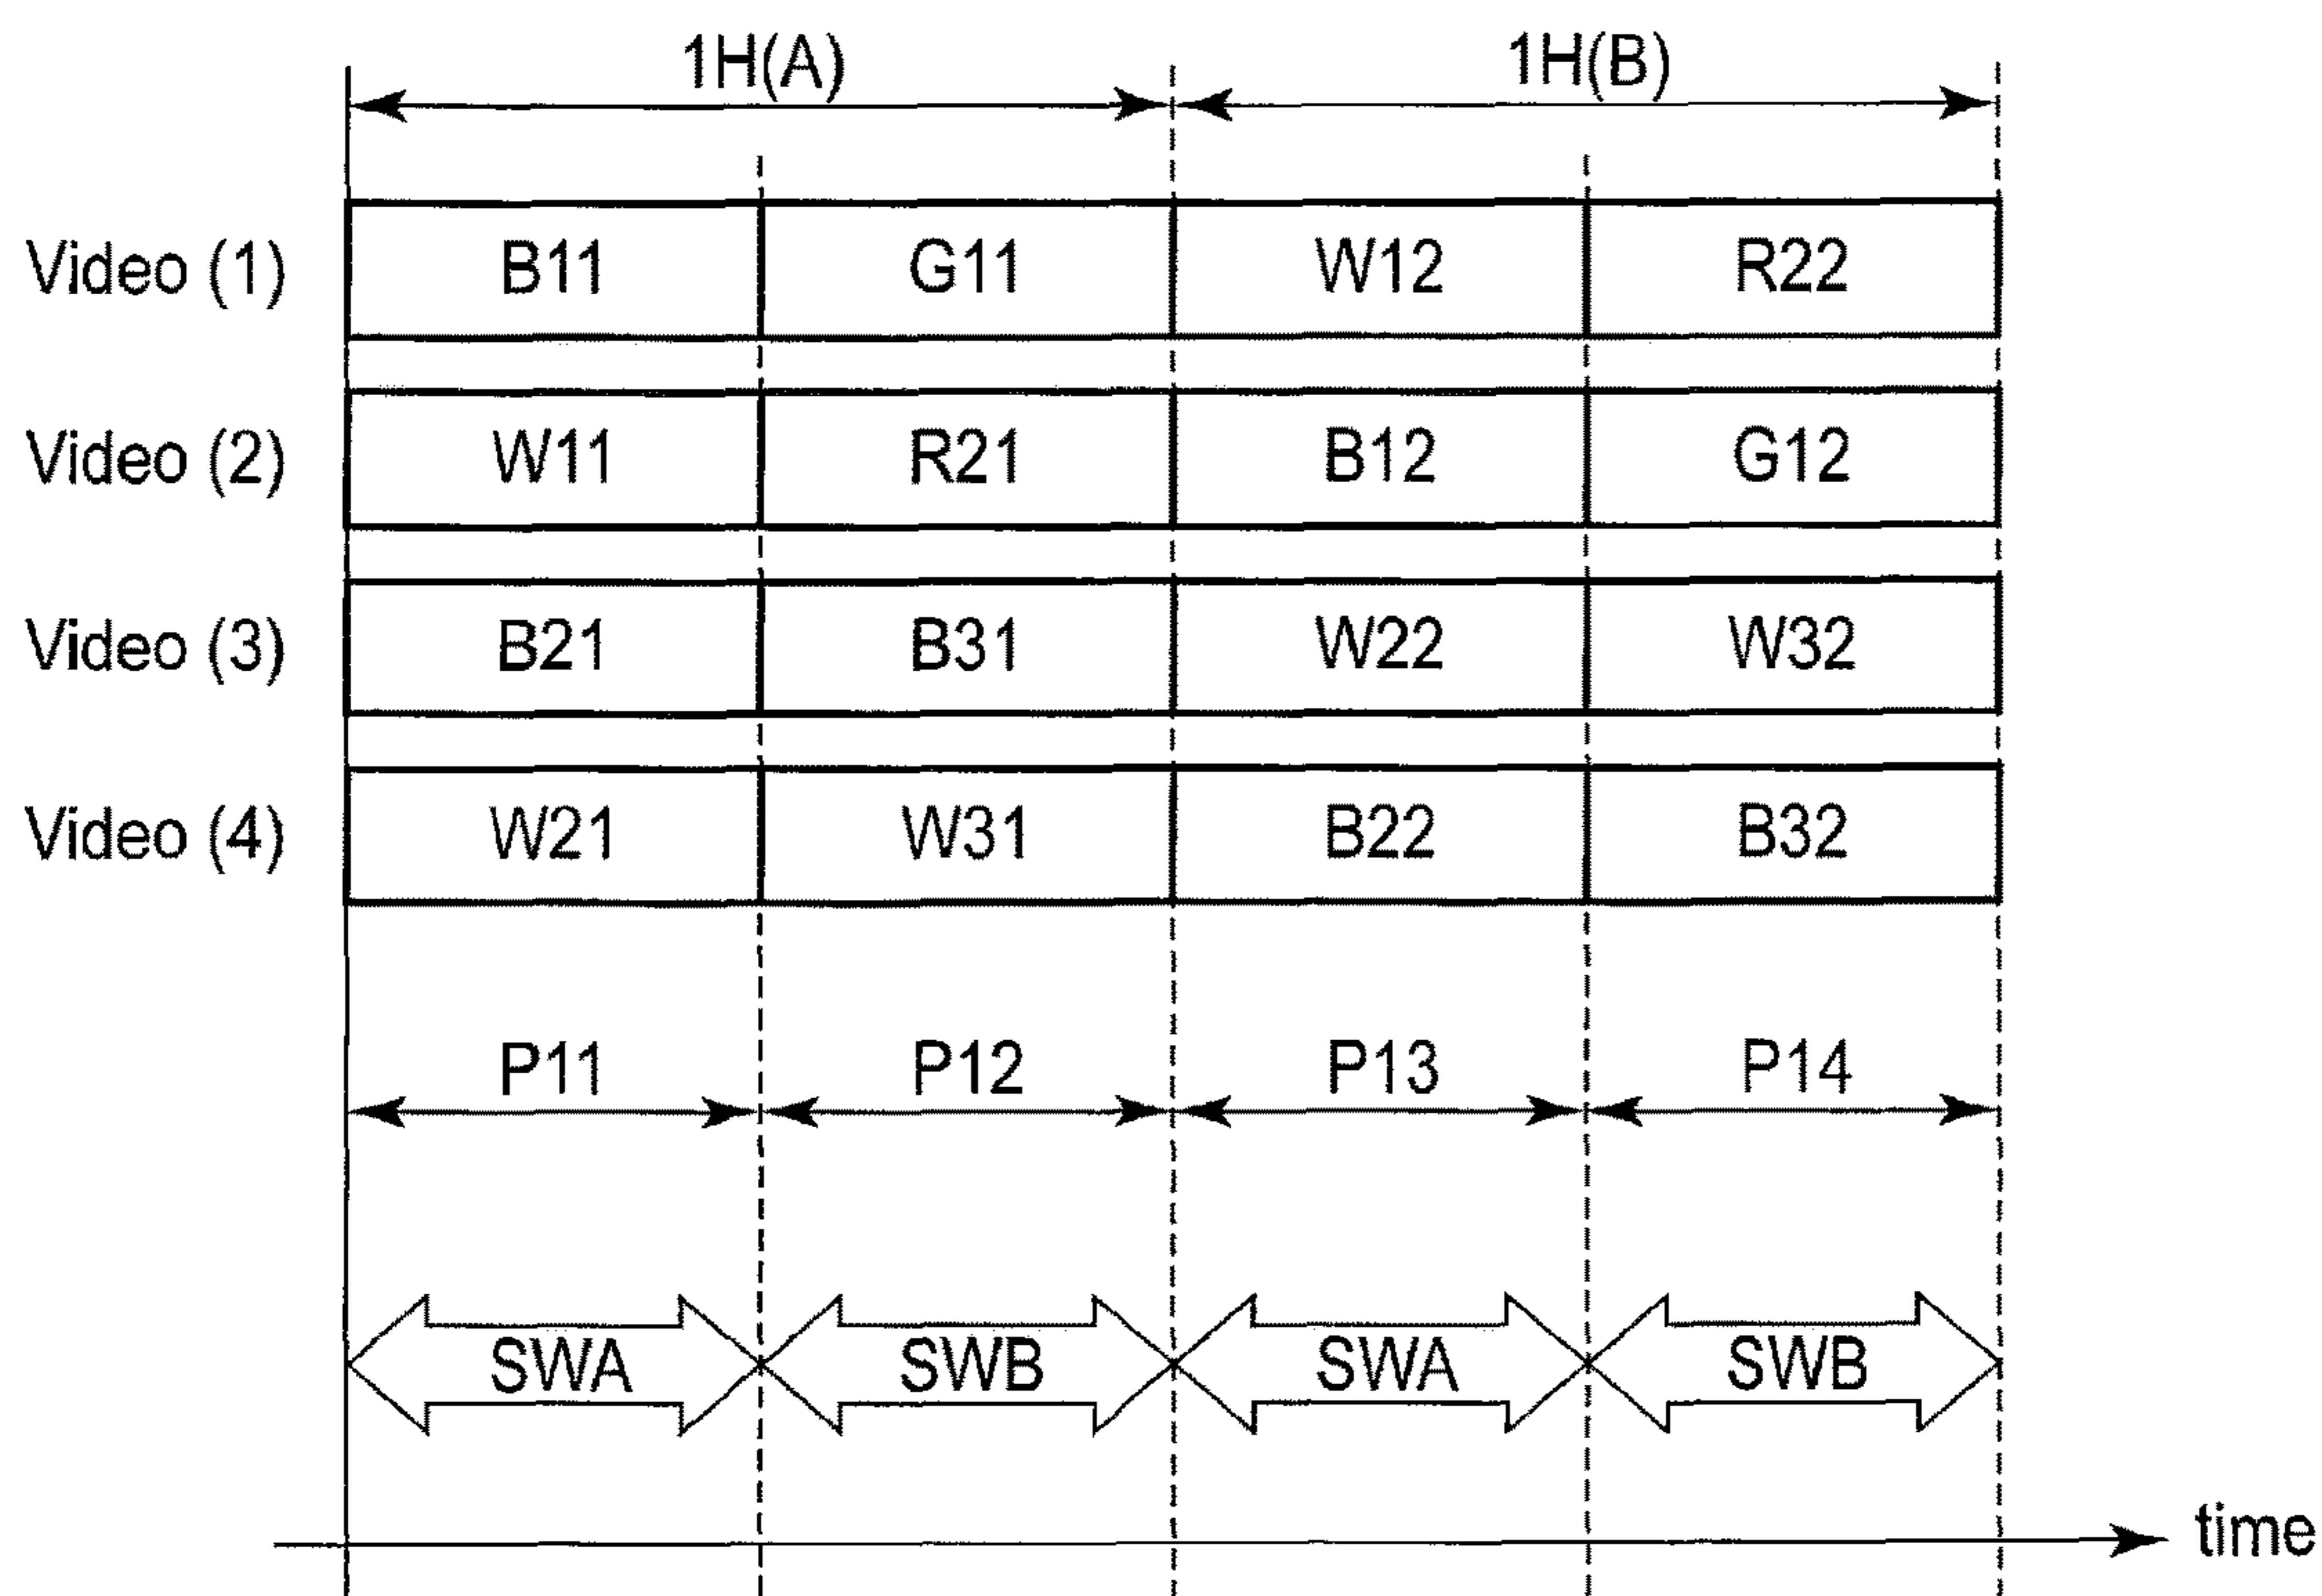 1H(A) 1H(B)
Video (1) B11 G11 W12 R22
Video (2) W11 R21 B12 G12
Video (3) B21 B31 W22 W32
Video (4) W21 W31 B22 B32
P11 P12 P13 P14
SWA SWB SWA SWB
time